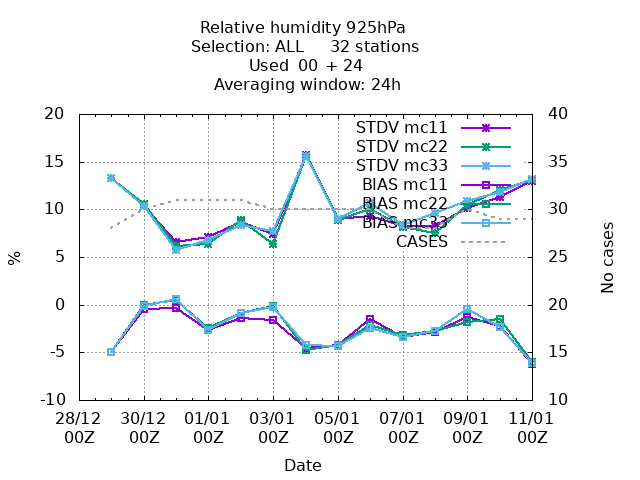 Relative humidity 925hPa
Selection: ALL 32 stations
Used 00 + 24
Averaging window: 24h
20 40
STDV mc11
STDV mc22
15 STDV mc33 35
BIAS mc11
10 BIAS mc22 30
BIAS mc33
CASES
5 25
% No cases
0 20
-5 15
-10 10
28/12 30/12 01/01 03/01 05/01 07/01 09/01 11/01
00Z 00Z 00Z 00Z 00Z 00Z 00Z 00Z
Date